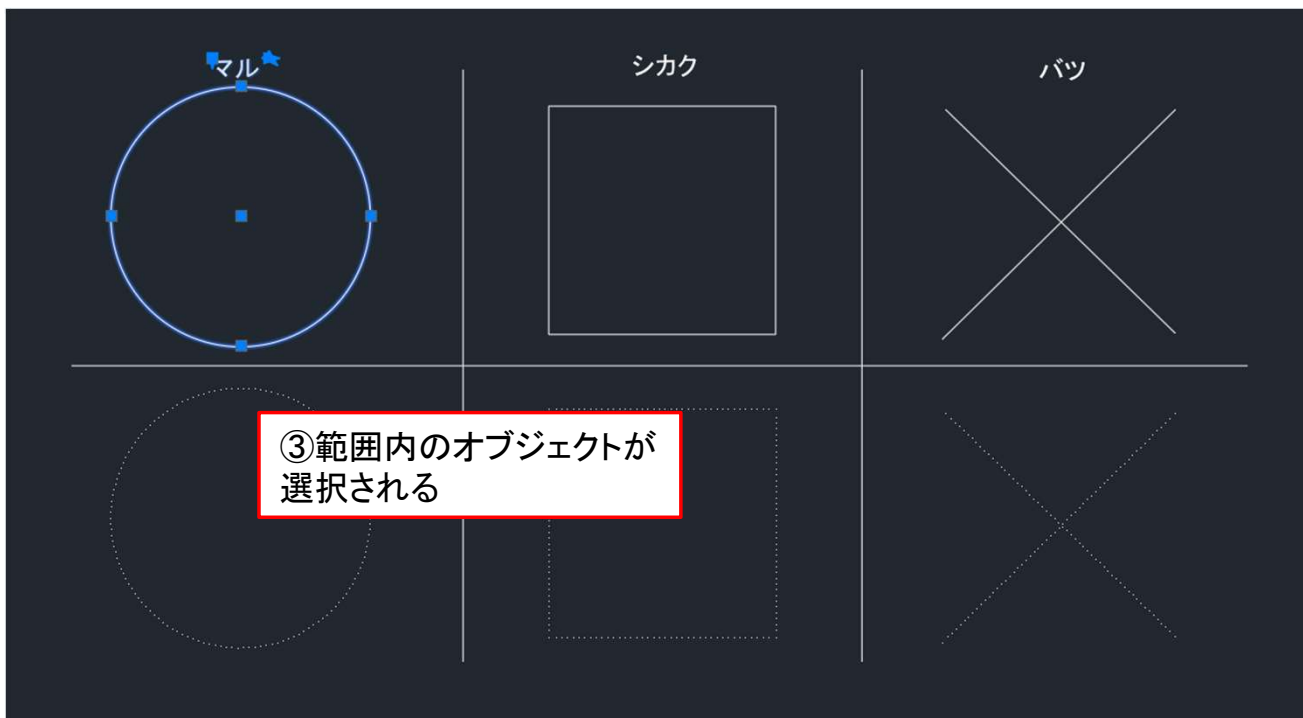 マル
シカク
バツ
③範囲内のオブジェクトが
選択される